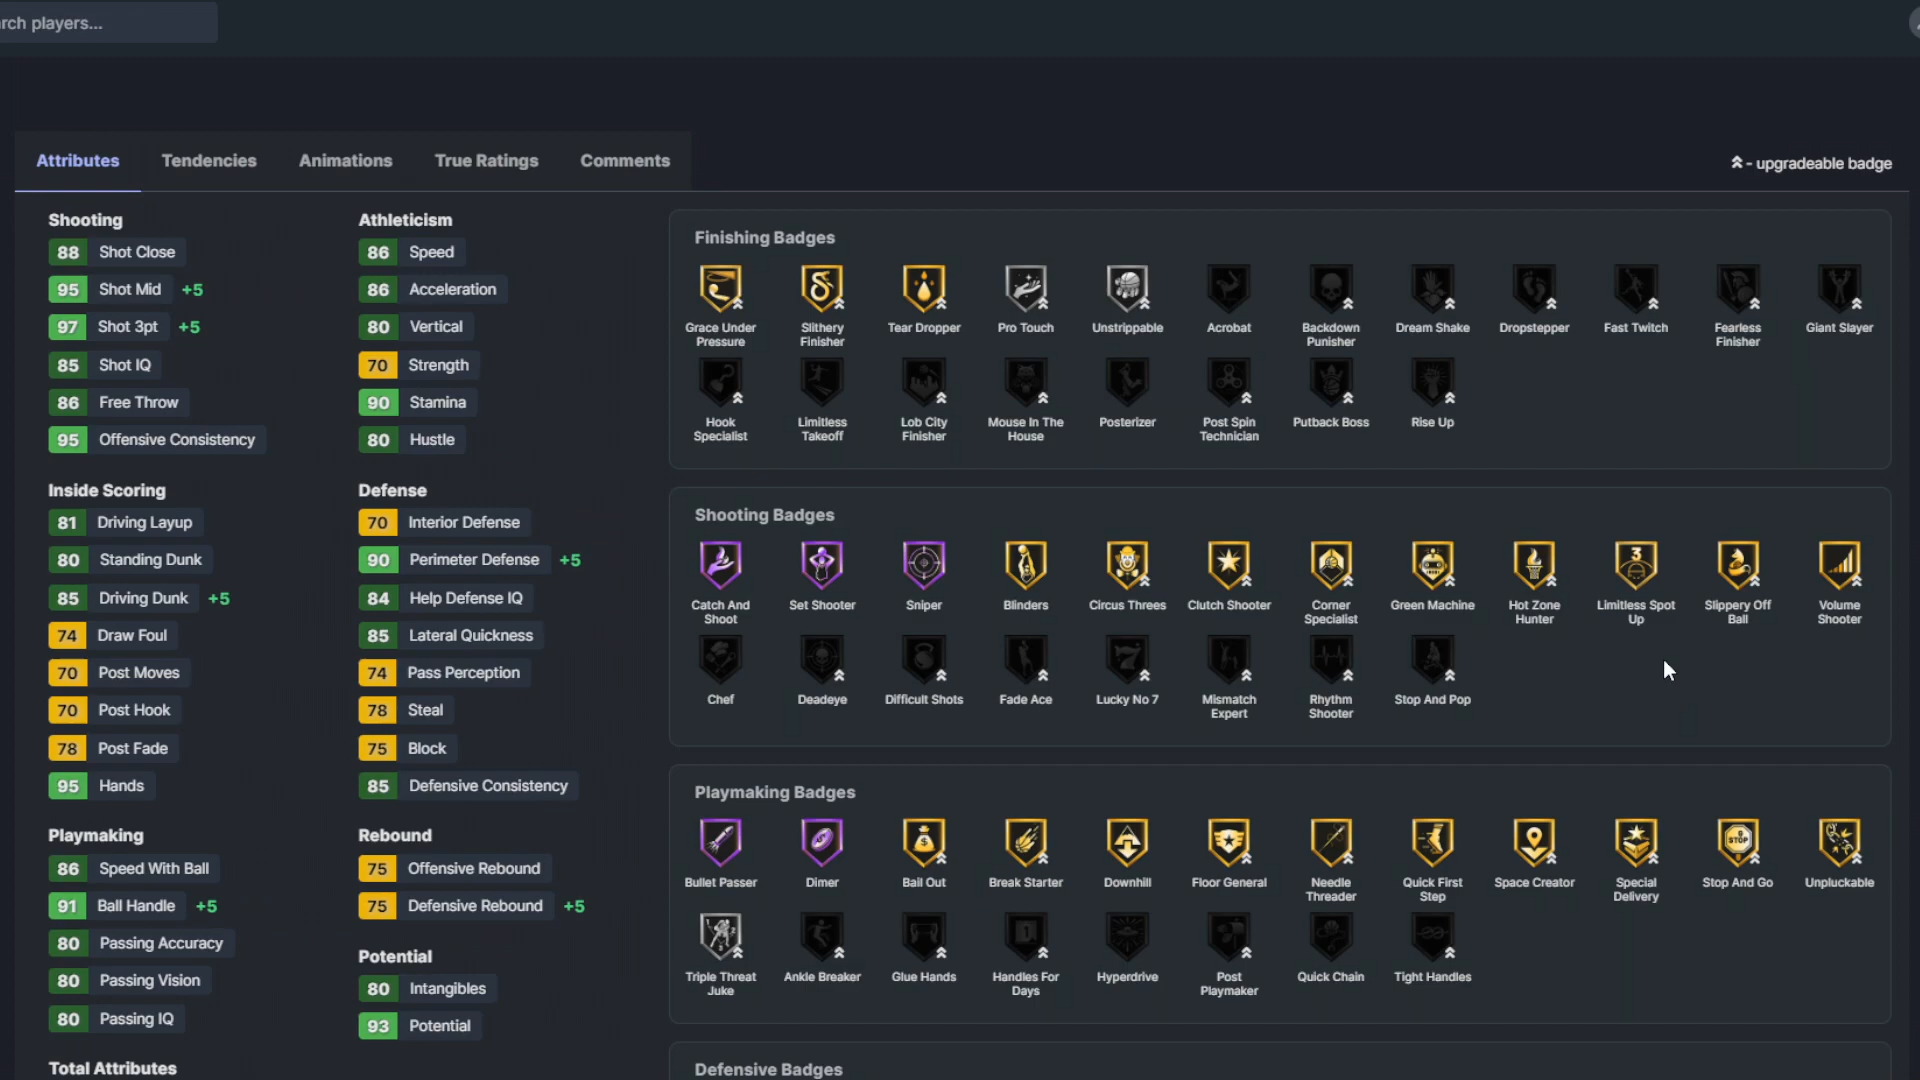 rch players...
Attributes
Tendencies
Animations
True Ratings
Comments
- upgradeable badge
Shooting
88 Shot Close
95 Shot Mid +5
97 Shot 3pt +5
85 Shot IQ
86 Free Throw
95 Offensive Consistency
Inside Scoring
81 Driving Layup
80 Standing Dunk
85 Driving Dunk +5
74 Draw Foul
70 Post Moves
70 Post Hook
78 Post Fade
95 Hands
Playmaking
86 Speed With Ball
91 Ball Handle +5
80 Passing Accuracy
80 Passing Vision
80 Passing IQ
Total Attributes
Athleticism
86 Speed
86 Acceleration
80 Vertical
70 Strength
90 Stamina
80 Hustle
Defense
70 Interior Defense
90 Perimeter Defense +5
84 Help Defense IQ
85 Lateral Quickness
74 Pass Perception
78 Steal
75 Block
85 Defensive Consistency
Rebound
75 Offensive Rebound
75 Defensive Rebound +5
Potential
80 Intangibles
93 Potential
Finishing Badges
Grace Under
Pressure
Slithery
Finisher
Tear Dropper
Pro Touch
Unstrippable
Acrobat
Backdown
Punisher
Dream Shake
Dropstepper
Fast Twitch
Fearless
Finisher
Giant Slayer
Hook
Specialist
Limitless
Takeoff
Lob City
Finisher
Mouse In The
House
Posterizer
Post Spin
Technician
Putback Boss
Rise Up
Shooting Badges
Catch And
Shoot
Set Shooter
Sniper
Blinders
Circus Threes
Clutch Shooter
Corner
Specialist
Green Machine
Hot Zone
Hunter
3
Limitless Spot
Up
Slippery Off
Ball
Volume
Shooter
Chef
Deadeye
Difficult Shots
Fade Ace
7
Lucky No 7
Mismatch
Expert
Rhythm
Shooter
Stop And Pop
Playmaking Badges
Bullet Passer
Dimer
$
Bail Out
Break Starter
Downhill
Floor General
Needle
Threader
Quick First
Step
Space Creator
Special
Delivery
STOP
Stop And Go
Unpluckable
Triple Threat
Juke
Ankle Breaker
Glue Hands
1
Handles For
Days
Hyperdrive
Post
Playmaker
Quick Chain
Tight Handles
Defensive Badges